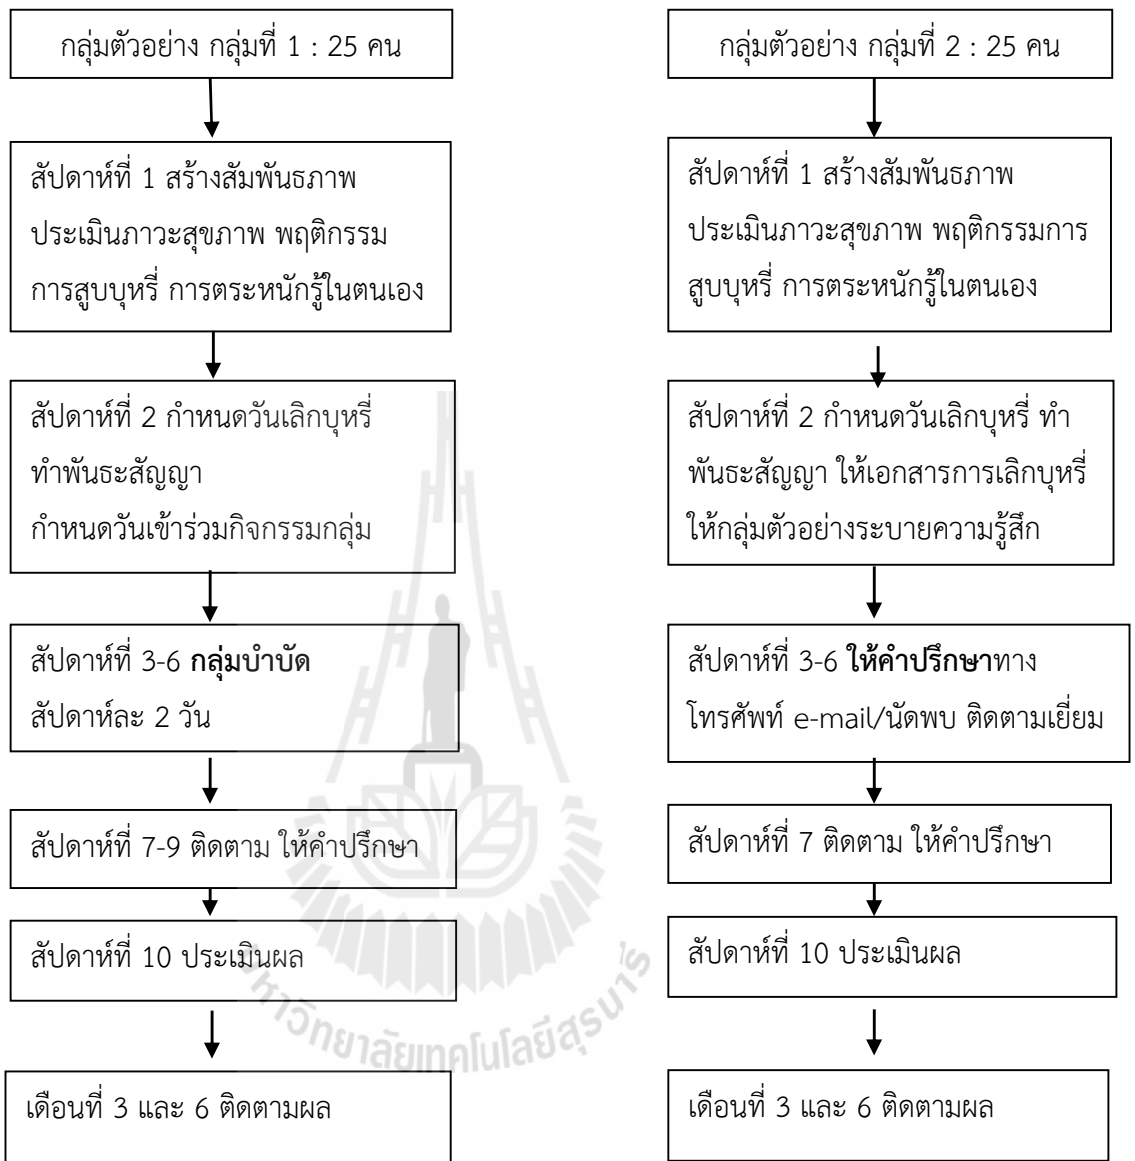 กลุ่มตัวอย่าง กลุ่มที่ 1 : 25 คน
สัปดาห์ที่ 1 สร้างสัมพันธภาพ
ประเมินภาวะสุขภาพ พฤติกรรม
การสูบบุหรี่ การตระหนักรู้ในตนเอง
สัปดาห์ที่ 2 กำหนดวันเลิกบุหรี่
ทำพันธะสัญญา
กำหนดวันเข้าร่วมกิจกรรมกลุ่ม
สัปดาห์ที่ 3-6 กลุ่มบำบัด
สัปดาห์ละ 2 วัน
สัปดาห์ที่ 7-9 ติดตาม ให้คำปรึกษา
สัปดาห์ที่ 10 ประเมินผล
เดือนที่ 3 และ 6 ติดตามผล
กลุ่มตัวอย่าง กลุ่มที่ 2 : 25 คน
สัปดาห์ที่ 1 สร้างสัมพันธภาพ
ประเมินภาวะสุขภาพ พฤติกรรมการ
สูบบุหรี่ การตระหนักรู้ในตนเอง
สัปดาห์ที่ 2 กำหนดวันเลิกบุหรี่ ทำ
พันธะสัญญา ให้เอกสารการเลิกบุหรี่
ให้กลุ่มตัวอย่างระบายความรู้สึก
สัปดาห์ที่ 3-6 ให้คำปรึกษาทาง
โทรศัพท์ e-mail/นัดพบ ติดตามเยี่ยม
สัปดาห์ที่ 7 ติดตาม ให้คำปรึกษา
สัปดาห์ที่ 10 ประเมินผล
เดือนที่ 3 และ 6 ติดตามผล
มหาวิทยาลัยเทคโนโลยีสุรนารี